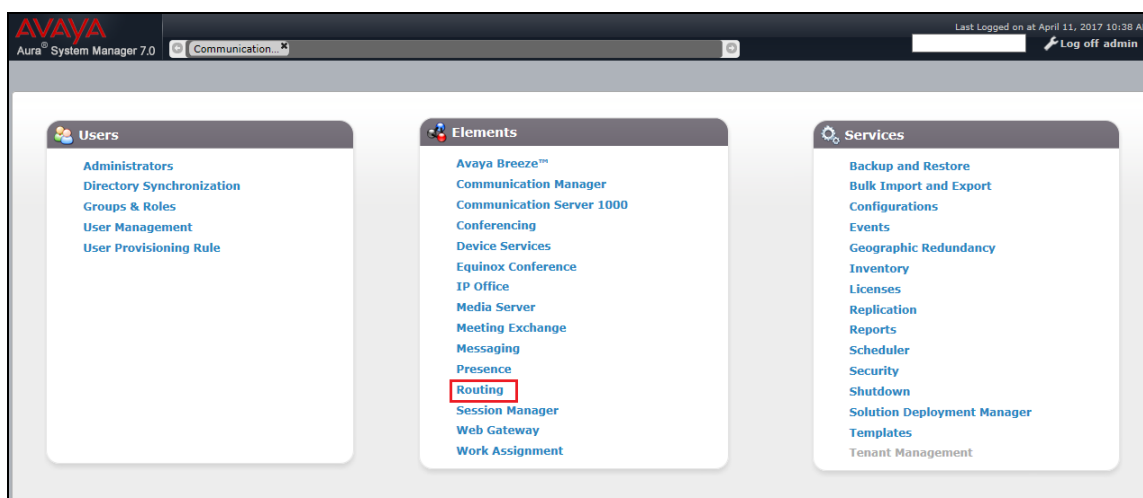 AVAYA
Aura® System Manager 7.0
Communication...
Last Logged on at April 11, 2017 10:38 A
Log off admin
Users
Administrators
Directory Synchronization
Groups & Roles
User Management
User Provisioning Rule
Elements
Avaya Breeze™
Communication Manager
Communication Server 1000
Conferencing
Device Services
Equinox Conference
IP Office
Media Server
Meeting Exchange
Messaging
Presence
Routing
Session Manager
Web Gateway
Work Assignment
Services
Backup and Restore
Bulk Import and Export
Configurations
Events
Geographic Redundancy
Inventory
Licenses
Replication
Reports
Scheduler
Security
Shutdown
Solution Deployment Manager
Templates
Tenant Management